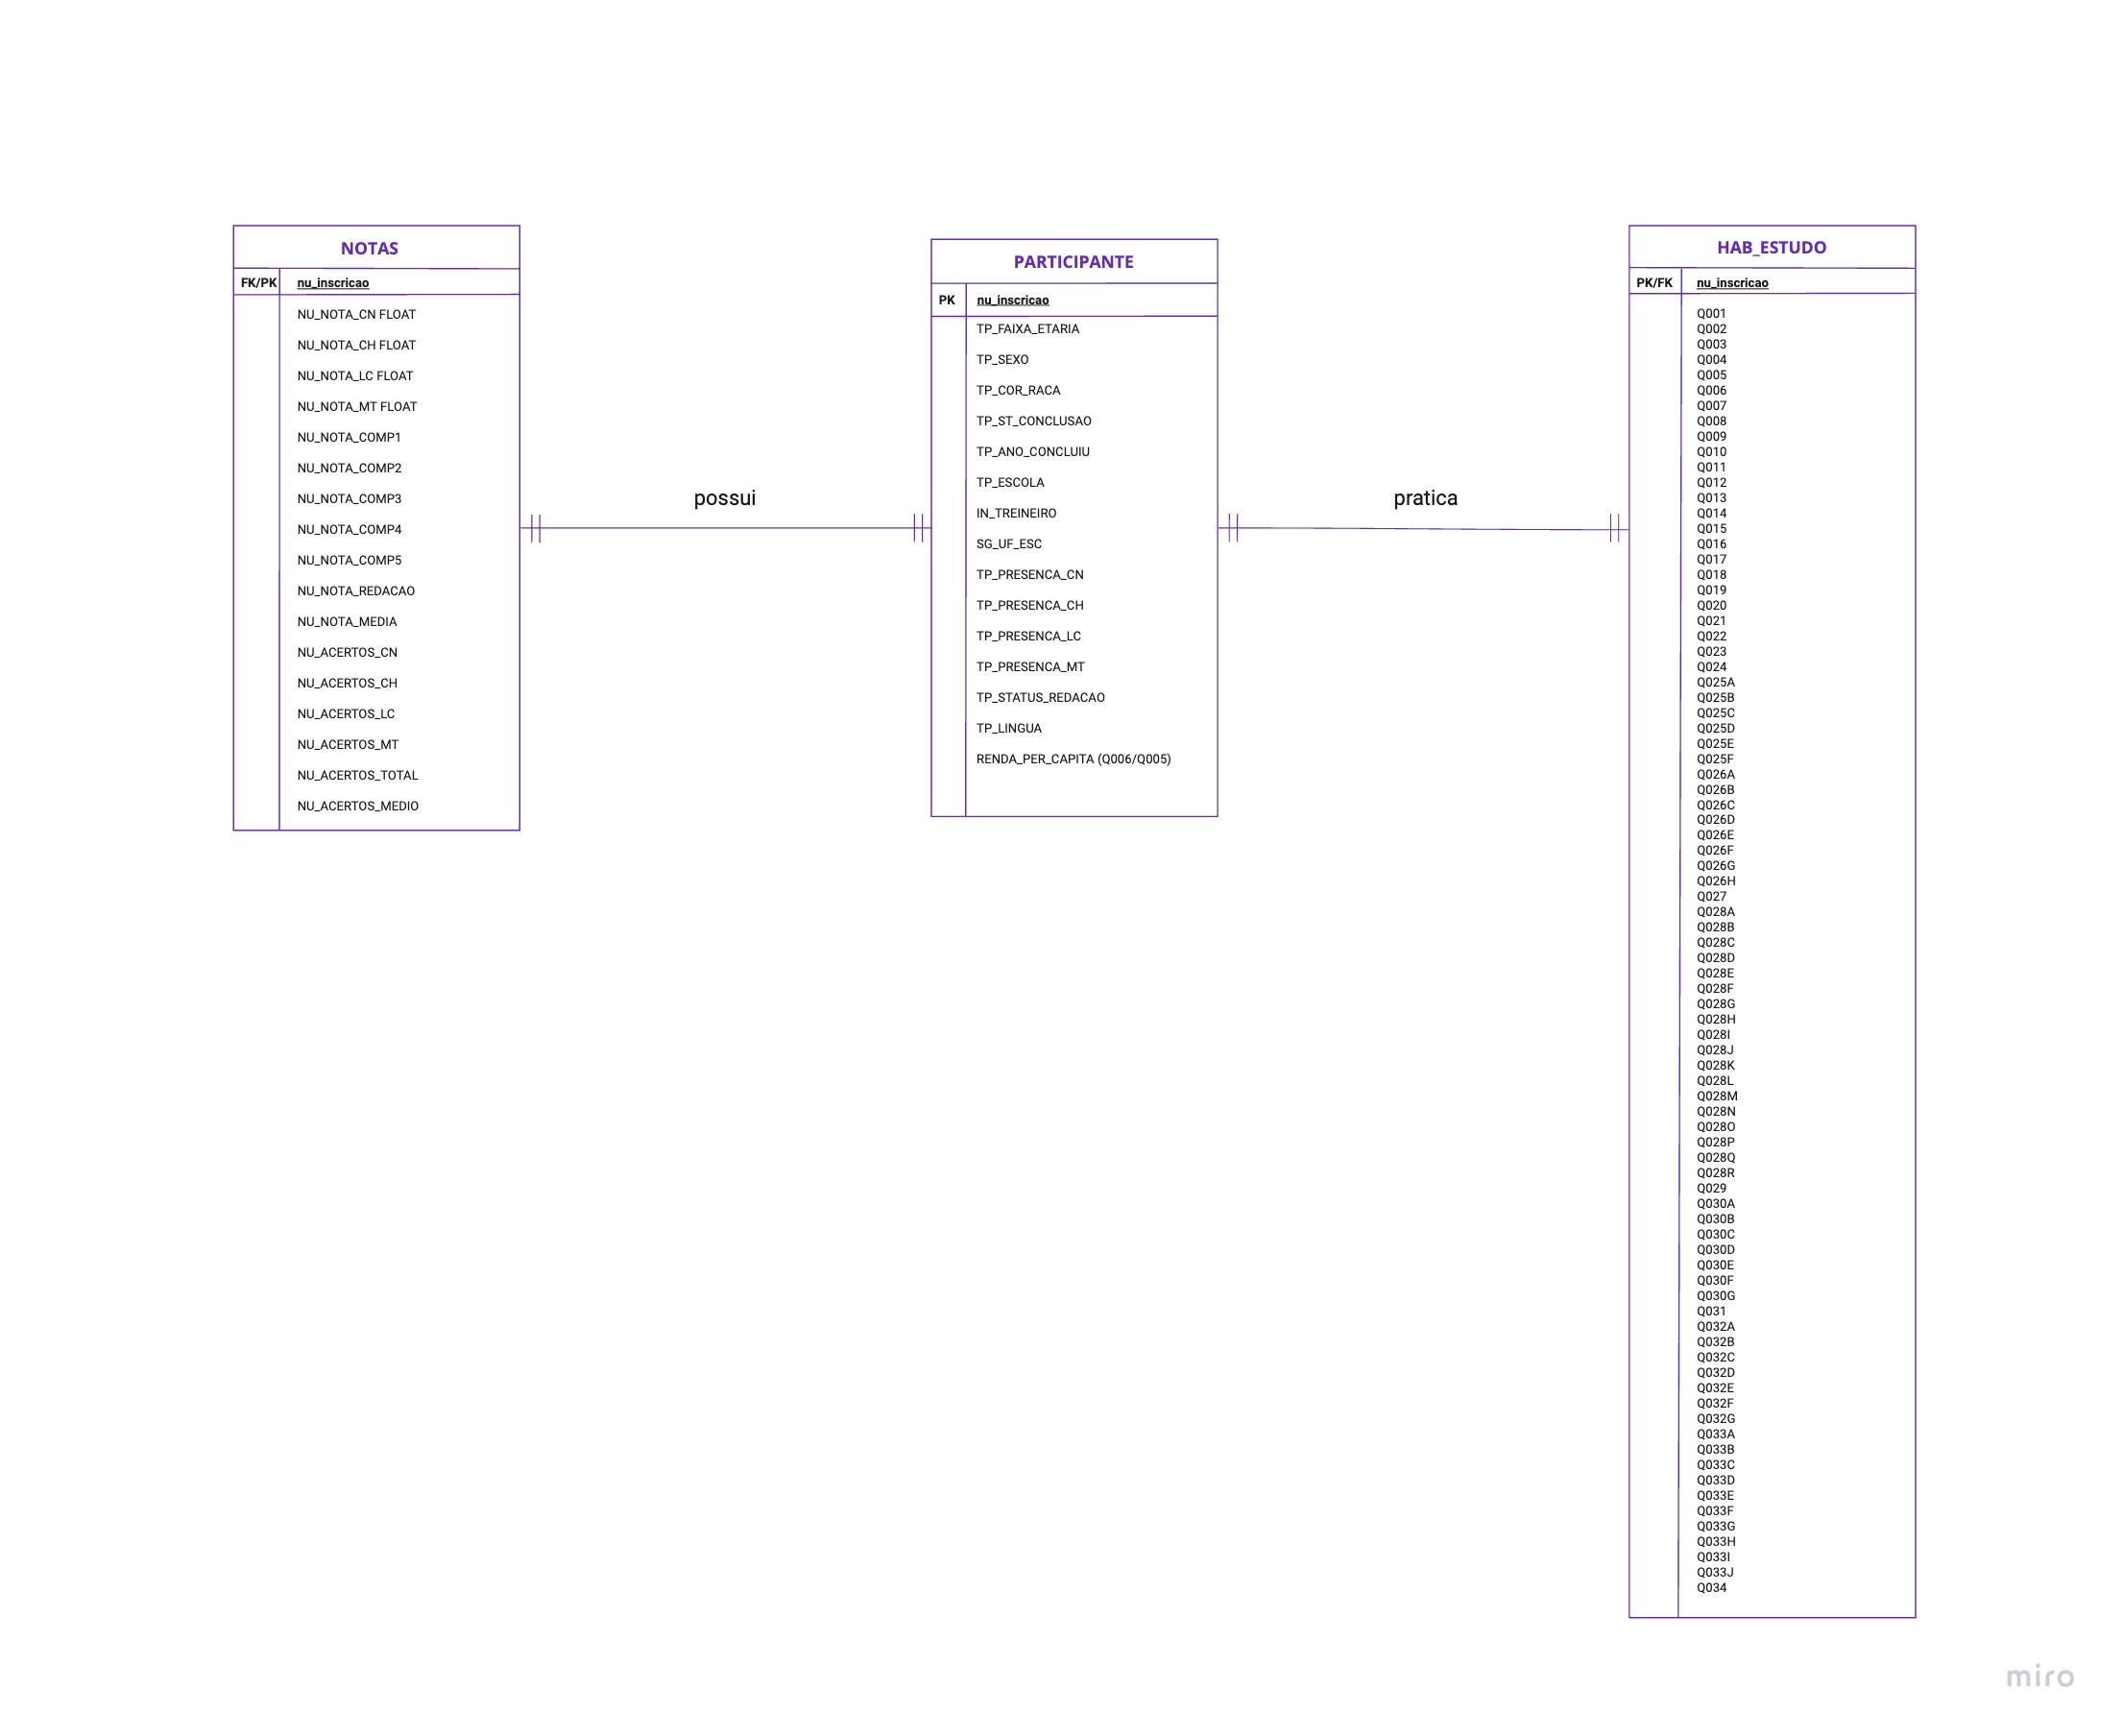 NOTAS
FK/PK nu_inscricao
NU_NOTA_CN FLOAT
NU_NOTA_CH FLOAT
NU_NOTA_LC FLOAT
NU_NOTA_MT FLOAT
NU_NOTA_COMP1
NU_NOTA_COMP2
NU_NOTA_COMP3
NU_NOTA_COMP4
NU_NOTA_COMP5
NU_NOTA_REDACAO
NU_NOTA_MEDIA
NU_ACERTOS_CN
NU_ACERTOS_CH
NU_ACERTOS_LC
NU_ACERTOS_MT
NU_ACERTOS_TOTAL
NU_ACERTOS_MEDIO
possui
PARTICIPANTE
PK nu_inscricao
TP_FAIXA_ETARIA
TP_SEXO
TP_COR_RACA
TP_ST_CONCLUSAO
TP_ANO_CONCLUIU
TP_ESCOLA
IN_TREINEIRO
SG_UF_ESC
TP_PRESENCA_CN
TP_PRESENCA_CH
TP_PRESENCA_LC
TP_PRESENCA_MT
TP_STATUS_REDACAO
TP_LINGUA
RENDA_PER_CAPITA (Q006/Q005)
pratica
HAB_ESTUDO
PK/FK nu_inscricao
Q001
Q002
Q003
Q004
Q005
Q006
Q007
Q008
Q009
Q010
Q011
Q012
Q013
Q014
Q015
Q016
Q017
Q018
Q019
Q020
Q021
Q022
Q023
Q024
Q025A
Q025B
Q025C
Q025D
Q025E
Q025F
Q026A
Q026B
Q026C
Q026D
Q026E
Q026F
Q026G
Q026H
Q027
Q028A
Q028B
Q028C
Q028D
Q028E
Q028F
Q028G
Q028H
Q028I
Q028J
Q028K
Q028L
Q028M
Q028N
Q028O
Q028P
Q028Q
Q028R
Q029
Q030A
Q030B
Q030C
Q030D
Q030E
Q030F
Q030G
Q031
Q032A
Q032B
Q032C
Q032D
Q032E
Q032F
Q032G
Q033A
Q033B
Q033C
Q033D
Q033E
Q033F
Q033G
Q033H
Q033I
Q033J
Q034
miro